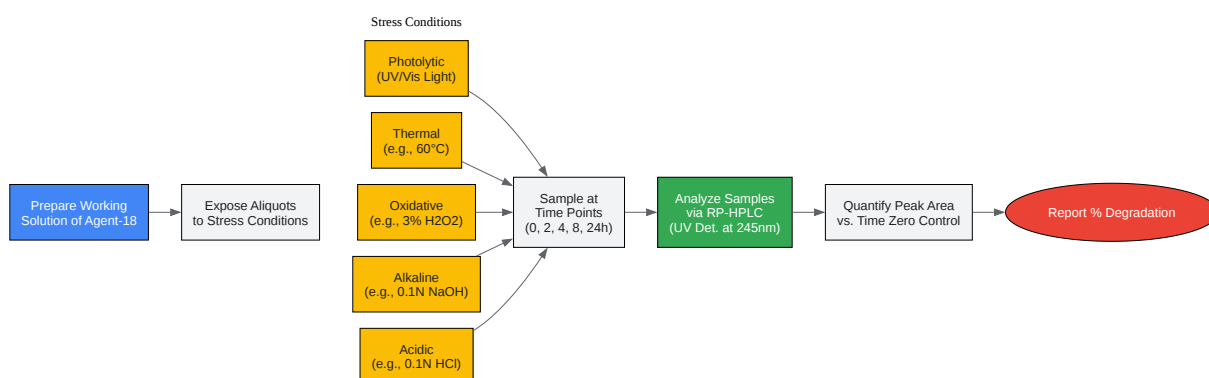 Stress Conditions
Photolytic
(UV/Vis Light)
Thermal
(e.g., 60°C)
Prepare Working
Solution of Agent-18
Expose Aliquots
to Stress Conditions
Oxidative
(e.g., 3% H2O2)
Alkaline
(e.g., 0.1N NaOH)
Acidic
(e.g., 0.1N HCl)
Sample at
Time Points
(0, 2, 4, 8, 24h)
Analyze Samples
via RP-HPLC
(UV Det. at 245nm)
Quantify Peak Area
vs. Time Zero Control
Report % Degradation